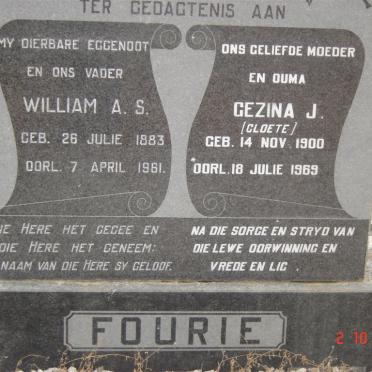 TER GEDAGTENIS AAN
MY DIERBARE EGGENOOT
EN ONS VADER
WILLIAM A. S.
GEB. 26 JULIE 1883
OORL. 7 APRIL 1961.
ONS GELIEFDE MOEDER
EN OUMA
GEZINA J.
(CLOETE)
GEB. 14 NOV 1900
OORL. 18 JULIE 1969
IE HERE HET GEGEE EN
DIE HERE HET GENEEM:
NAAM VAN DIE HERE SY GELOOF.
NA DIE SORGE EN STRYD VAN
DIE LEWE OORWINNING EN
VREDE EN LIG
FOURIE
2 10